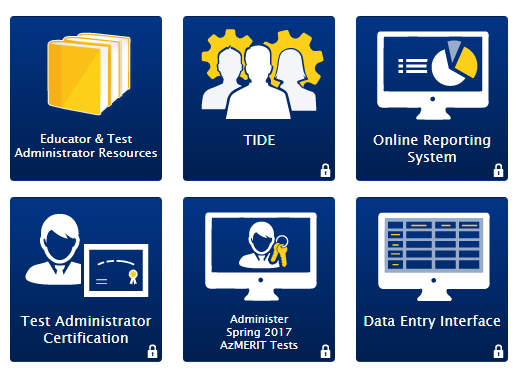 Educator & Test
Administrator Resources
TIDE
Online Reporting
System
Test Administrator
Certification
Administer
Spring 2017
AzMERIT Tests
Data Entry Interface